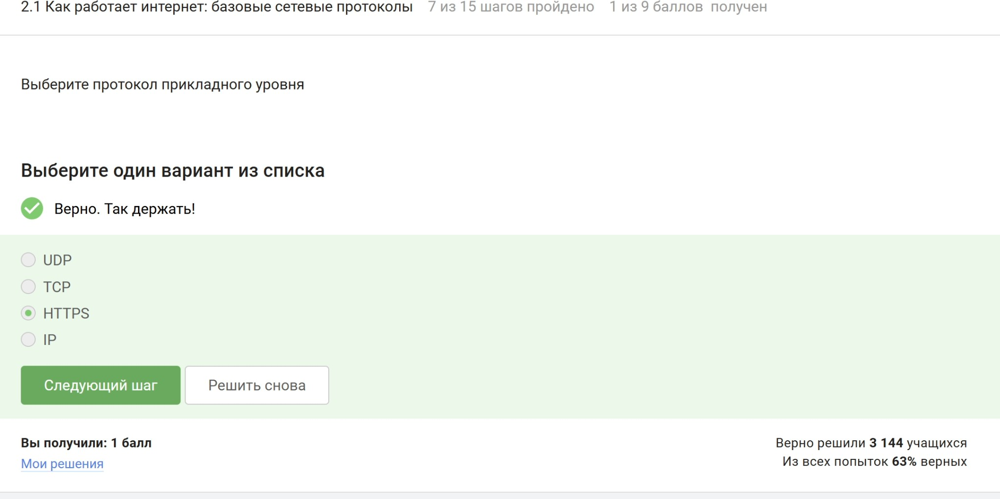 2.1 Как работает интернет: базовые сетевые протоколы 7 из 15 шагов пройдено 1 из 9 баллов получен
Выберите протокол прикладного уровня
Выберите один вариант из списка
Верно. Так держать!
UDP
TCP
HTTPS
IP
Следующий шаг Решить снова
Вы получили: 1 балл
Мои решения
Верно решили 3 144 учащихся
Из всех попыток 63% верных